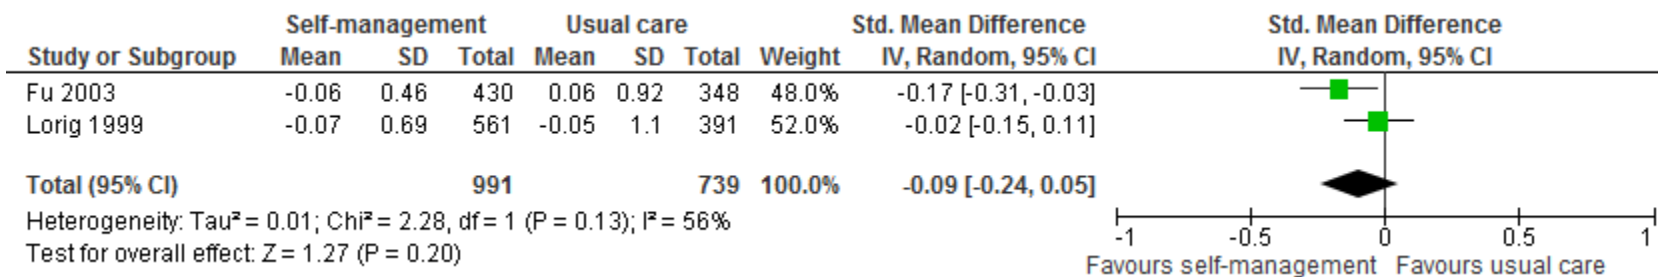 Self-management Usual care Std. Mean Difference Std. Mean Difference
Study or Subgroup Mean SD Total Mean SD Total Weight IV, Random, 95% CI IV, Random, 95% CI
Fu 2003 -0.06 0.46 430 0.06 0.92 348 48.0% -0.17 [-0.31, -0.03]
Lorig 1999 -0.07 0.69 561 -0.05 1.1 391 52.0% -0.02 [-0.15, 0.11]
Total (95% CI) 991 739 100.0% -0.09 [-0.24, 0.05]
Heterogeneity: Tau² = 0.01; Chi² = 2.28, df = 1 (P = 0.13); I² = 56%
Test for overall effect: Z = 1.27 (P = 0.20)
-1 -0.5 0 0.5 1
Favours self-management Favours usual care